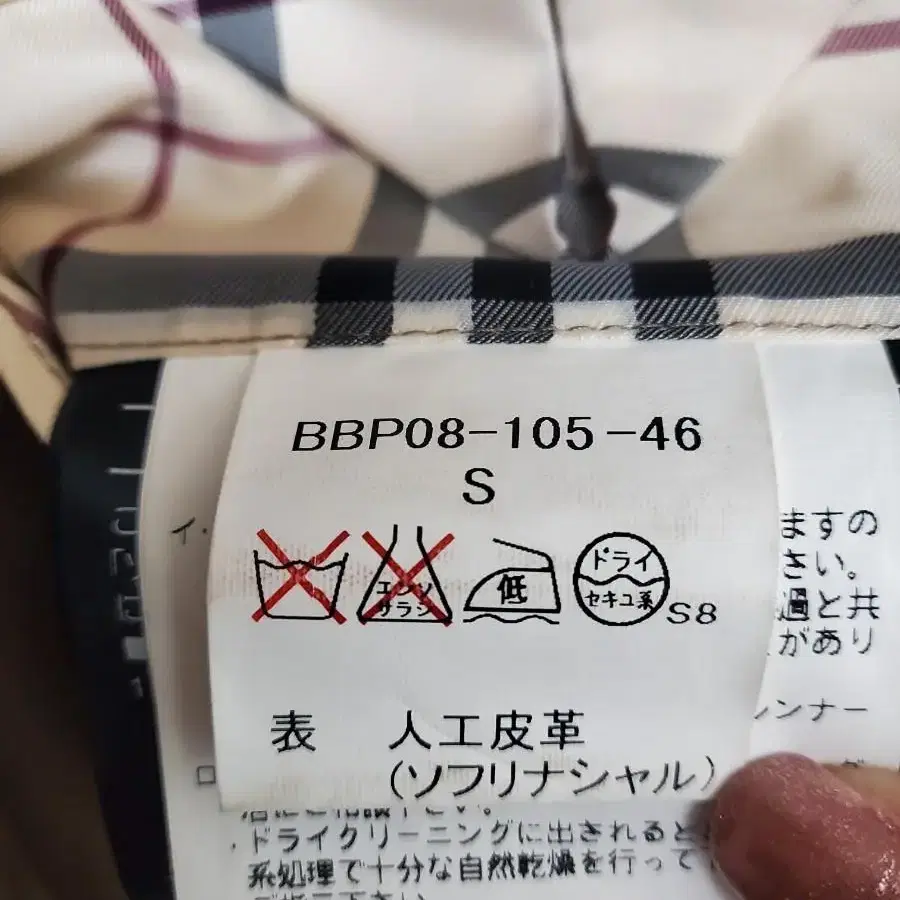 BBP08-105-46
S
エンソ
サラシ
低
ドライ
セキユ系
S8
表 人工皮革
(ソフリナシャル)
ますの
さい。
過と共
があり
ンナー
ドライクリーニングに出されると
系処理で十分な自然乾燥を行って